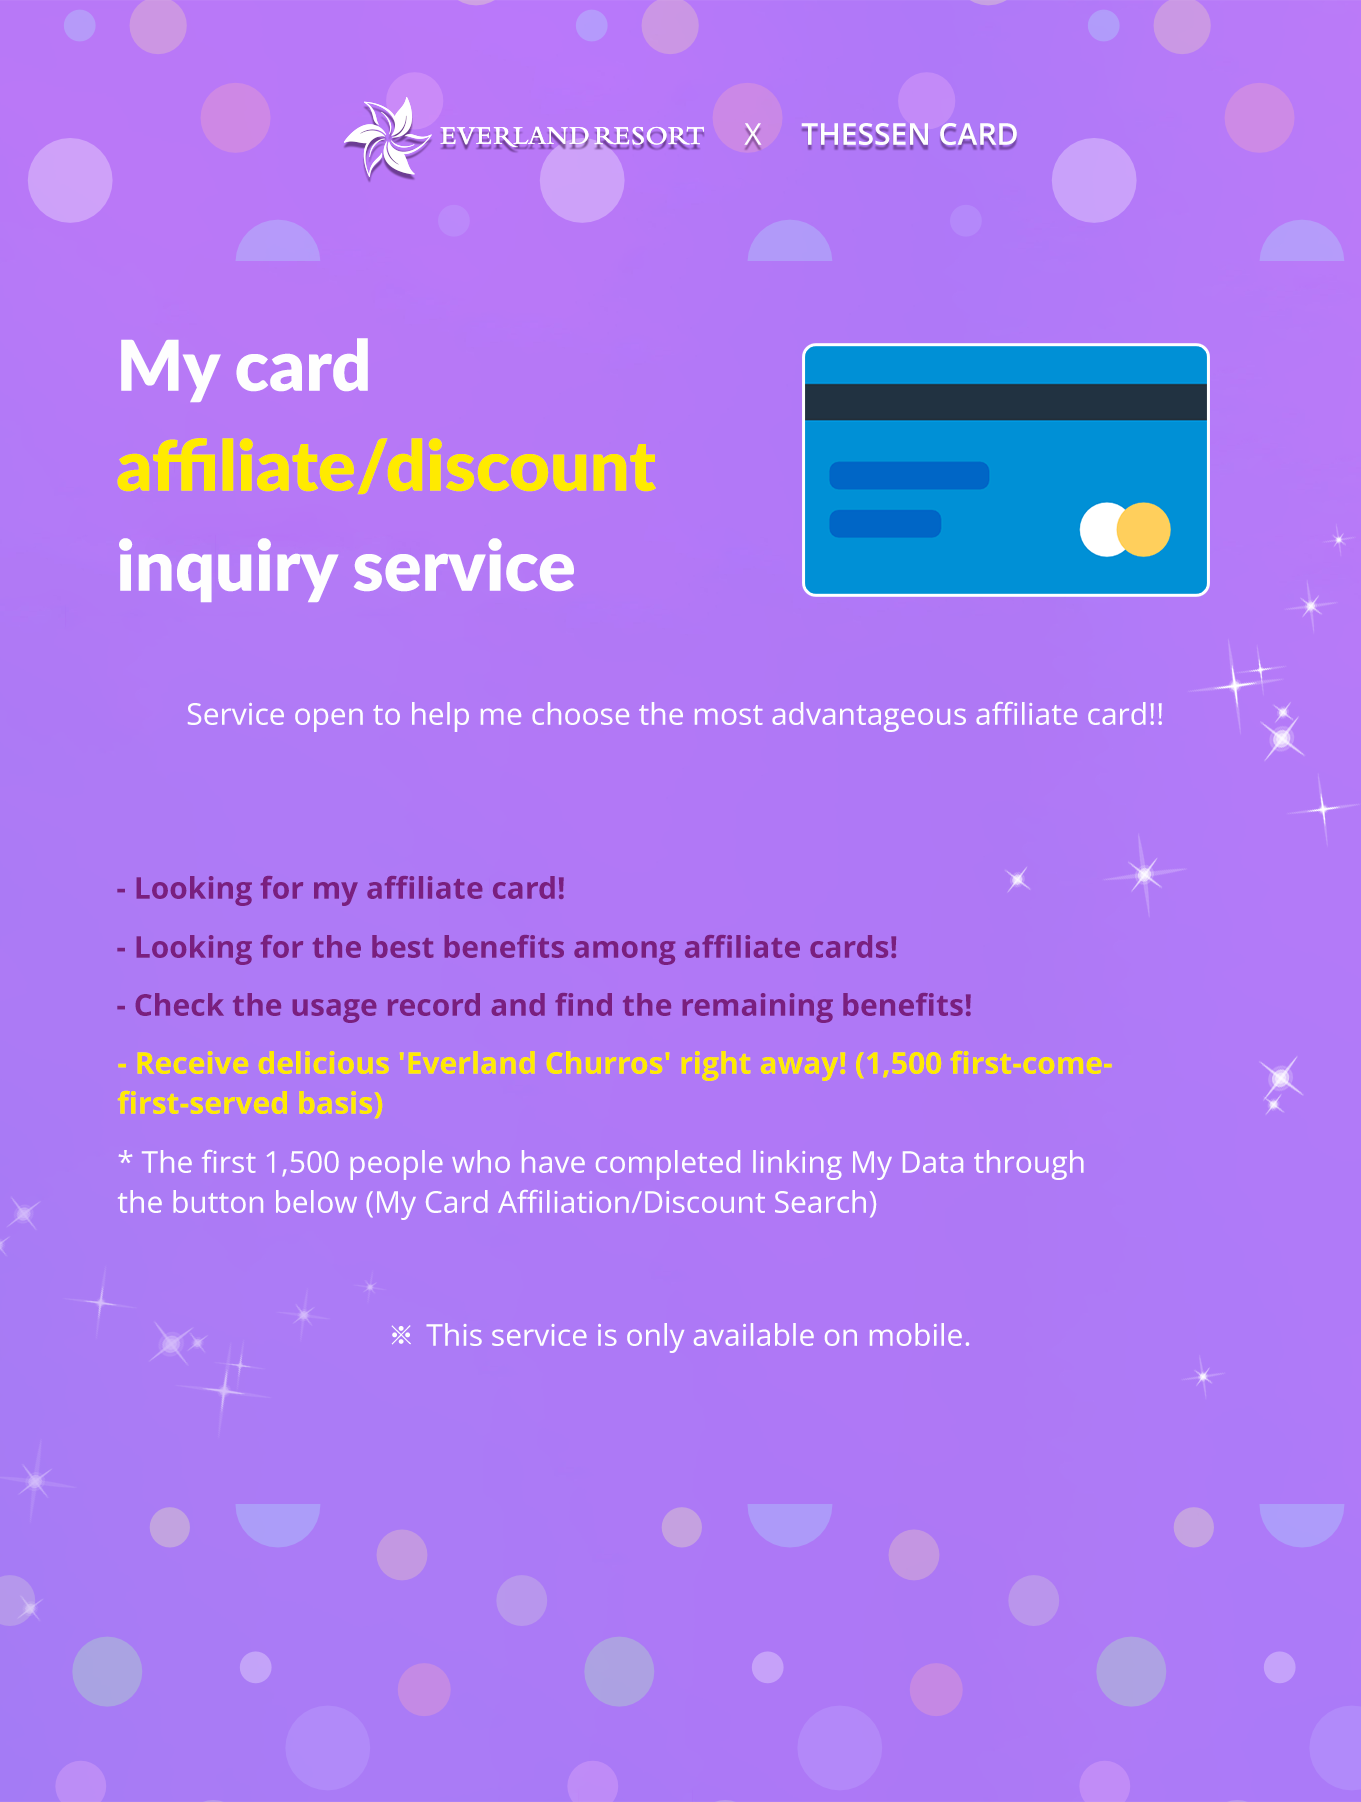 EVERLAND RESORT X THESSEN CARD
My card
affiliate/discount
inquiry service
Service open to help me choose the most advantageous affiliate card!!
- Looking for my affiliate card!
- Looking for the best benefits among affiliate cards!
- Check the usage record and find the remaining benefits!
- Receive delicious 'Everland Churros' right away! (1,500 first-come-
first-served basis)
* The first 1,500 people who have completed linking My Data through
the button below (My Card Affiliation/Discount Search)
※ This service is only available on mobile.